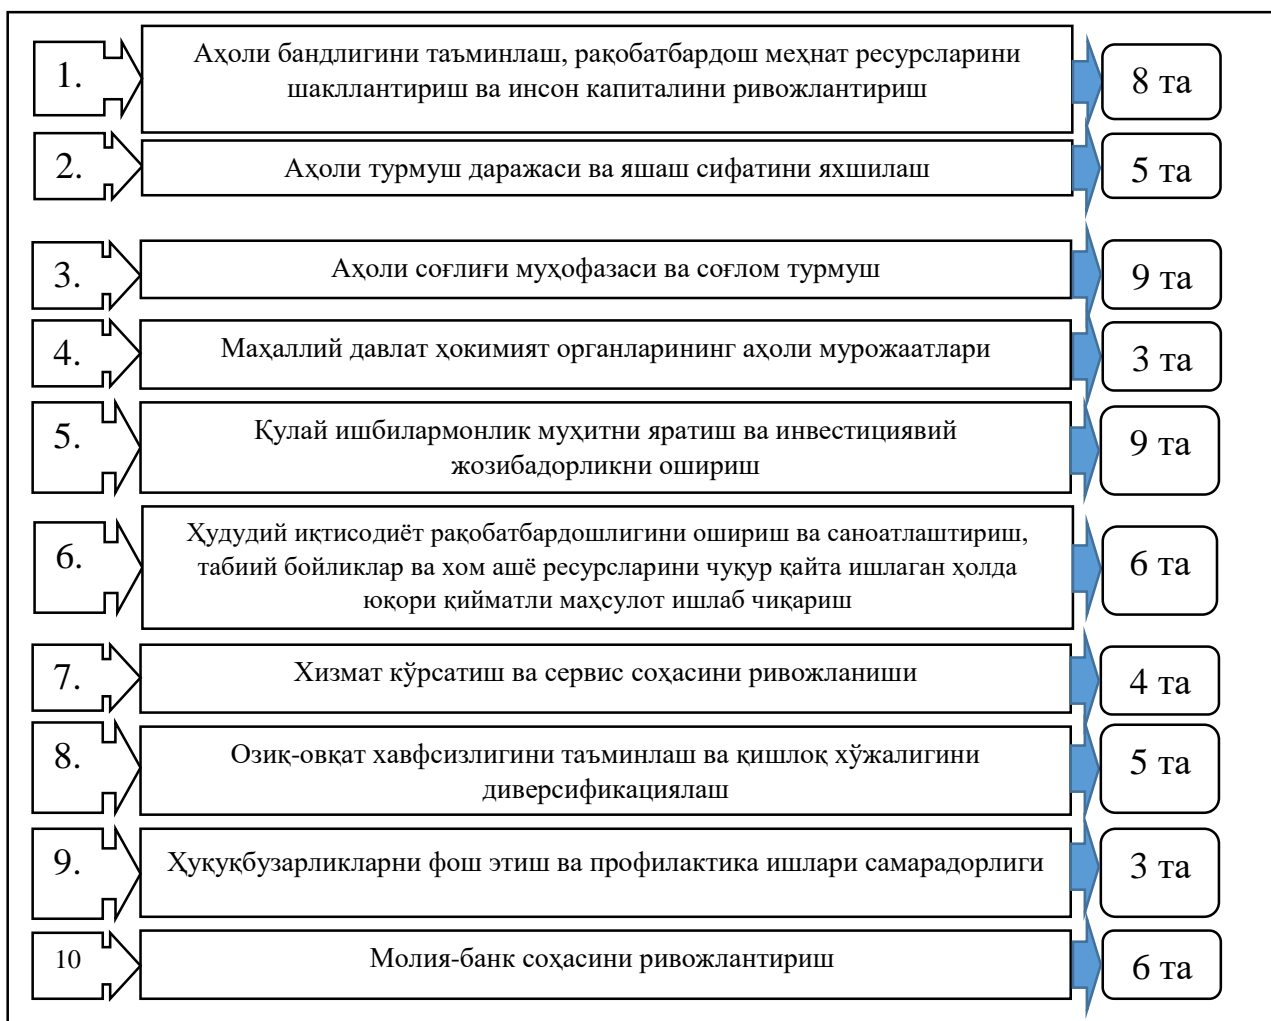 1.
Аҳоли бандлигини таъминлаш, рақобатбардош меҳнат ресурсларини
шакллантириш ва инсон капиталини ривожлантириш
8 та
2.
Аҳоли турмуш даражаси ва яшаш сифатини яхшилаш
5 та
3.
Аҳоли соғлиғи муҳофазаси ва соғлом турмуш
9 та
4.
Маҳаллий давлат ҳокимият органларининг аҳоли мурожаатлари
3 та
5.
Қулай ишбилармонлик муҳитни яратиш ва инвестициявий
жозибадорликни ошириш
9 та
6.
Ҳудудий иқтисодиёт рақобатбардошлигини ошириш ва саноатлаштириш,
табиий бойликлар ва хом ашё ресурсларини чуқур қайта ишлаган ҳолда
юқори қийматли маҳсулот ишлаб чиқариш
6 та
7.
Хизмат кўрсатиш ва сервис соҳасини ривожланиши
4 та
8.
Озиқ-овқат хавфсизлигини таъминлаш ва қишлоқ хўжалигини
диверсификациялаш
5 та
9.
Ҳуқуқбузарликларни фош этиш ва профилактика ишлари самарадорлиги
3 та
10
Молия-банк соҳасини ривожлантириш
6 та